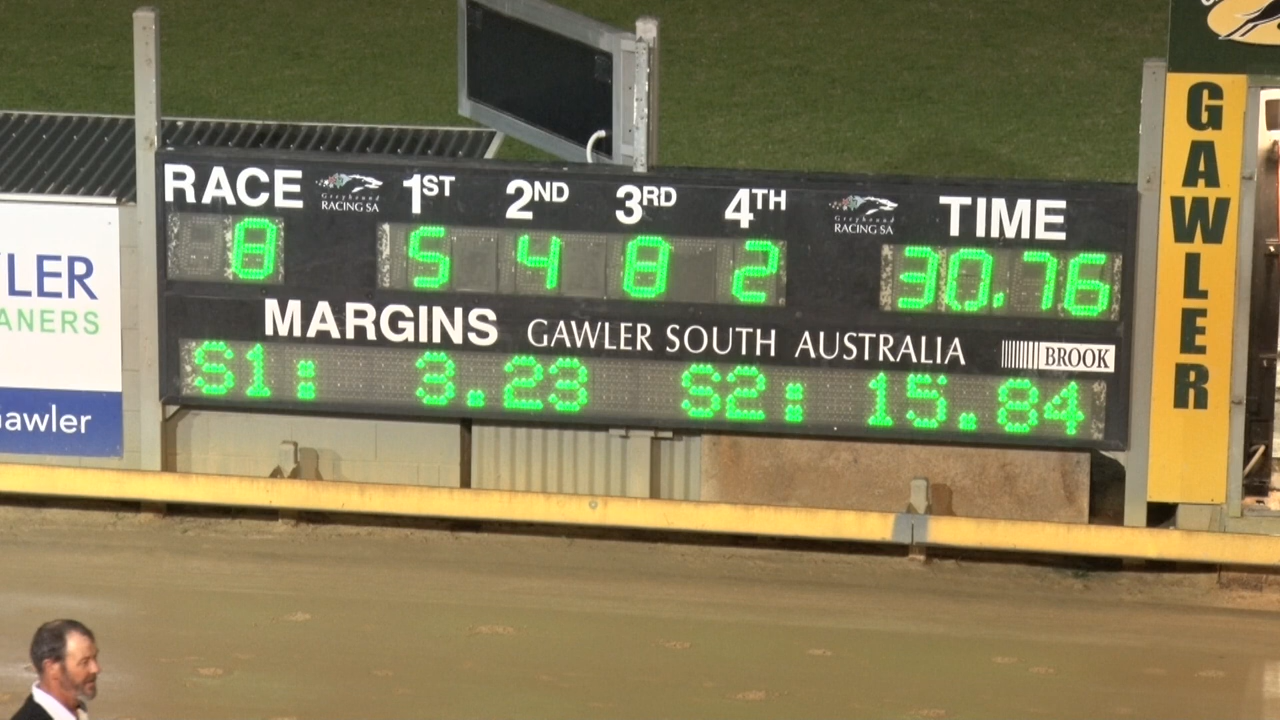 RACE
Greyhound
RACING SA
1ST 2ND 3RD 4TH
Greyhound
RACING SA
TIME
8 5 4 8 2 30.76
MARGINS GAWLER SOUTH AUSTRALIA BROOK
S1: 3.23 S2: 15.84
GAWLER
LER
ANERS
awler